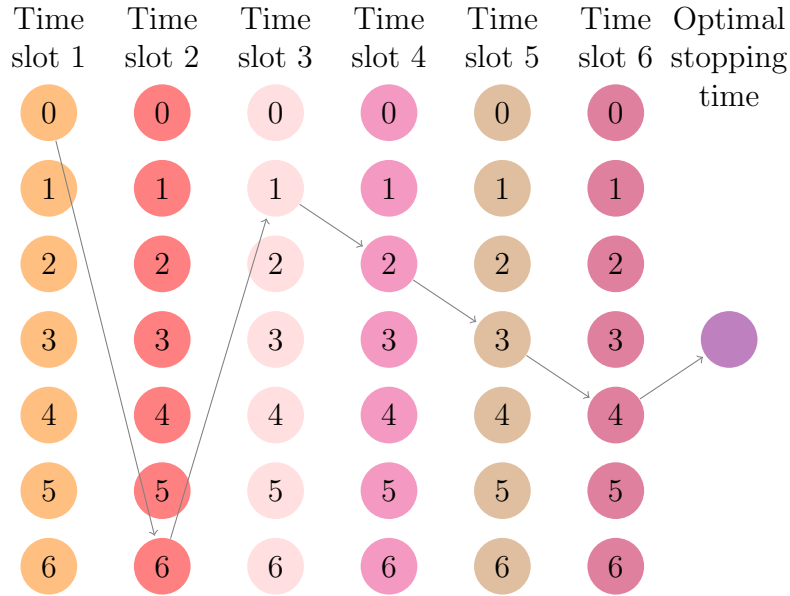 Time Time Time Time Time Time Optimal
slot 1 slot 2 slot 3 slot 4 slot 5 slot 6 stopping
time
0 0 0 0 0 0
1 1 1 1 1 1
2 2 2 2 2 2
3 3 3 3 3 3
4 4 4 4 4 4
5 5 5 5 5 5
6 6 6 6 6 6